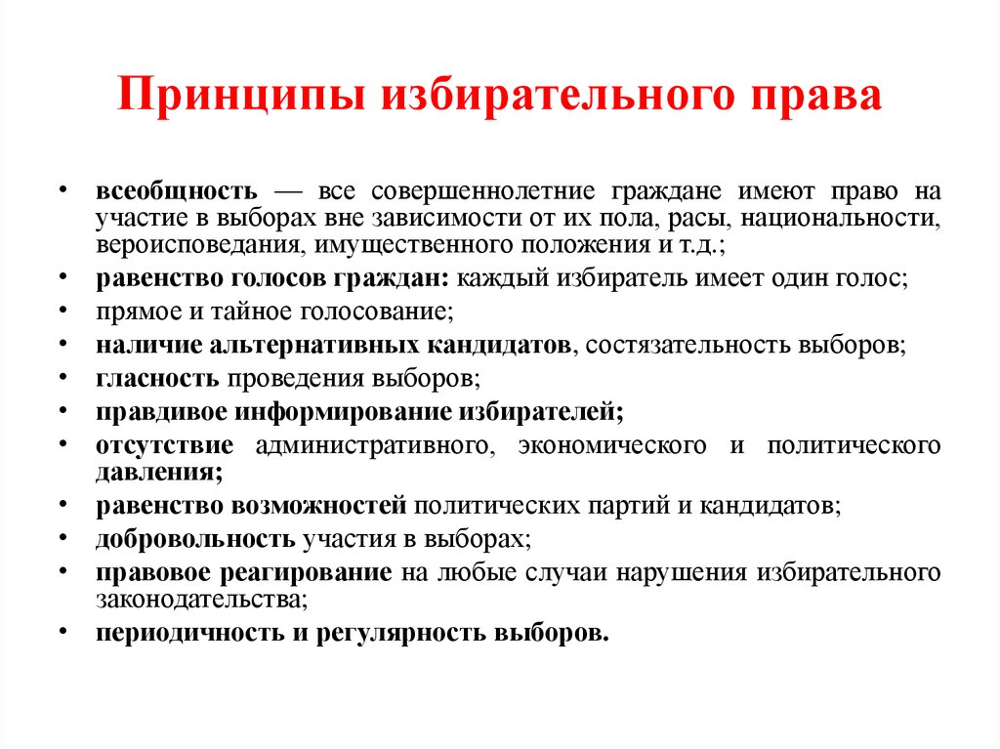 Принципы избирательного права
• всеобщность — все совершеннолетние граждане имеют право на
участие в выборах вне зависимости от их пола, расы, национальности,
вероисповедания, имущественного положения и т.д.;
• равенство голосов граждан: каждый избиратель имеет один голос;
• прямое и тайное голосование;
• наличие альтернативных кандидатов, состязательность выборов;
• гласность проведения выборов;
• правдивое информирование избирателей;
• отсутствие административного, экономического и политического
давления;
• равенство возможностей политических партий и кандидатов;
• добровольность участия в выборах;
• правовое реагирование на любые случаи нарушения избирательного
законодательства;
• периодичность и регулярность выборов.